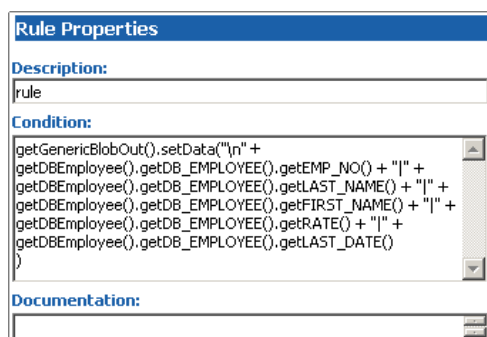 Rule Properties
Description:
rule
Condition:
getGenericBlobOut().setData("\n" +
getDBEmployee().getDB_EMPLOYEE().getEMP_NO() + "|" +
getDBEmployee().getDB_EMPLOYEE().getLAST_NAME() + "|" +
getDBEmployee().getDB_EMPLOYEE().getFIRST_NAME() + "|" +
getDBEmployee().getDB_EMPLOYEE().getRATE() + "|" +
getDBEmployee().getDB_EMPLOYEE().getLAST_DATE()
)
Documentation: